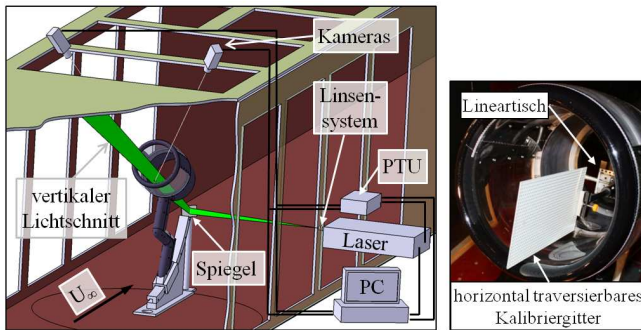 Kameras
Linsen-
system
PTU
vertikaler
Lichtschnitt
Laser
Spiegel
PC
U∞
Lineartisch
horizontal traversierbares
Kalibriergitter